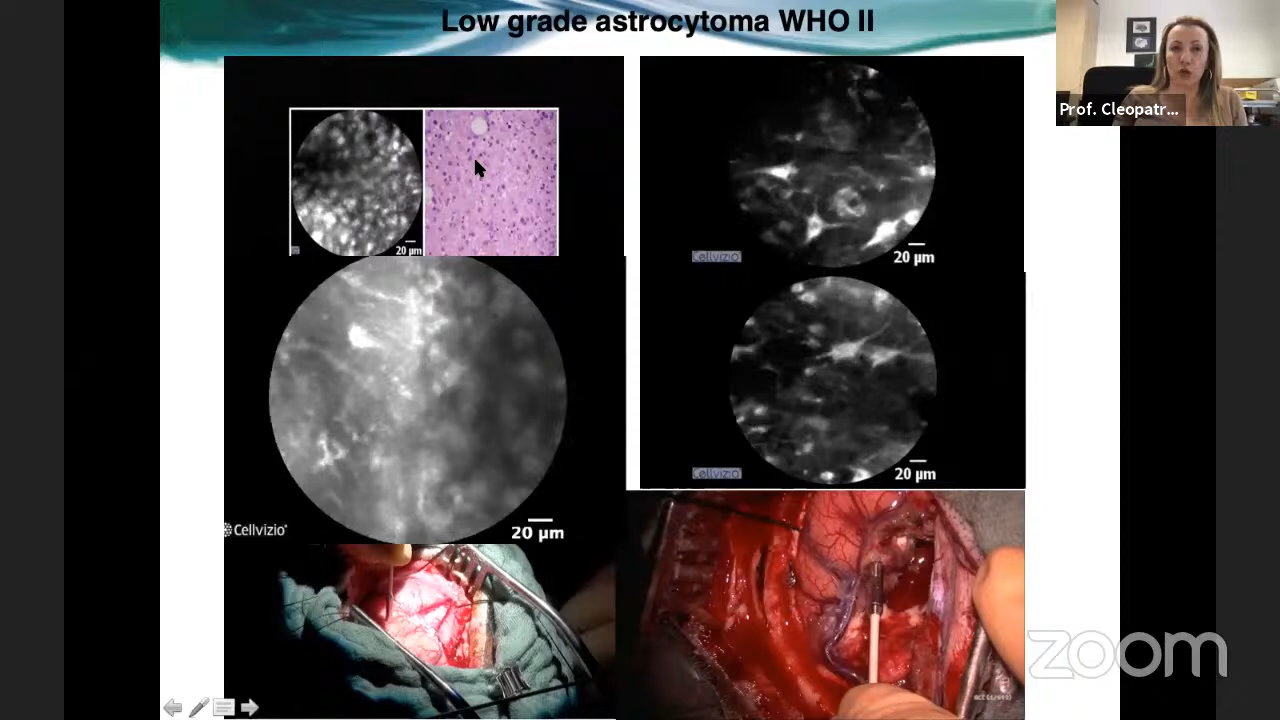 Low grade astrocytoma WHO II
Prof. Cleopatr...
20 µm
Cellvizio
20 µm
Cellvizio
20 µm
Cellvizio
20 µm
zoom